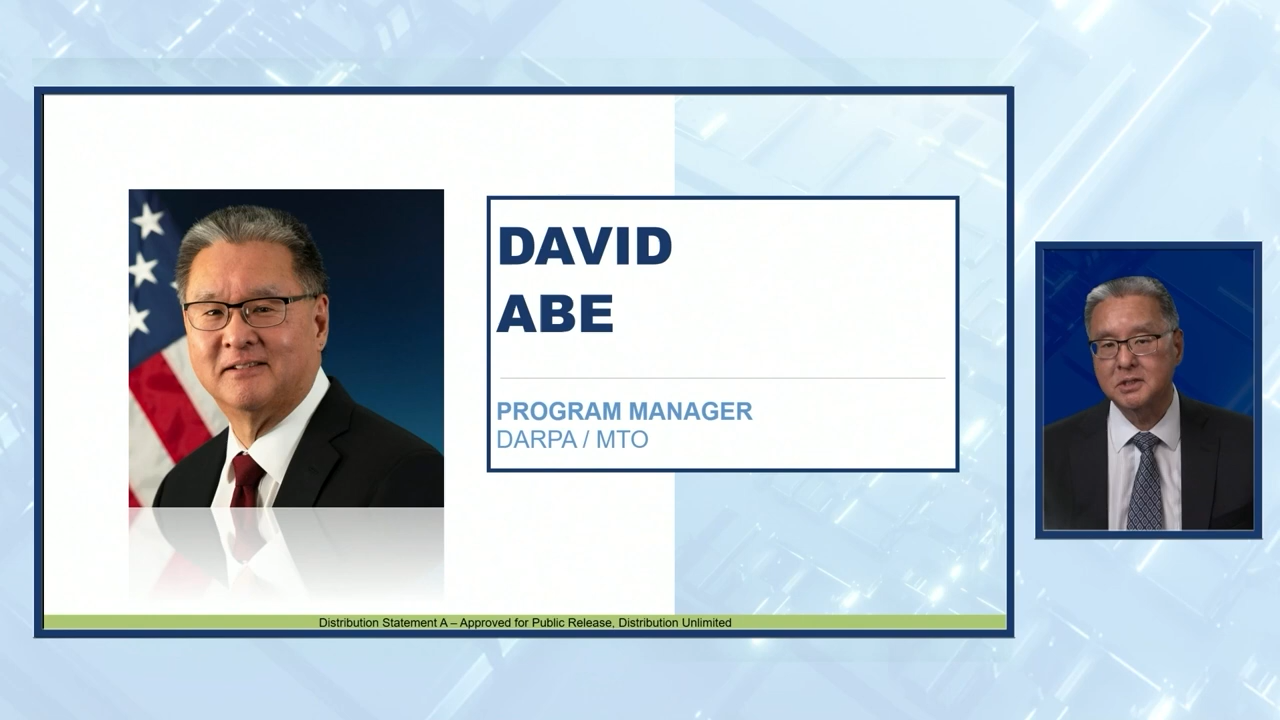 DAVID
ABE
PROGRAM MANAGER
DARPA / MTO
Distribution Statement A – Approved for Public Release, Distribution Unlimited